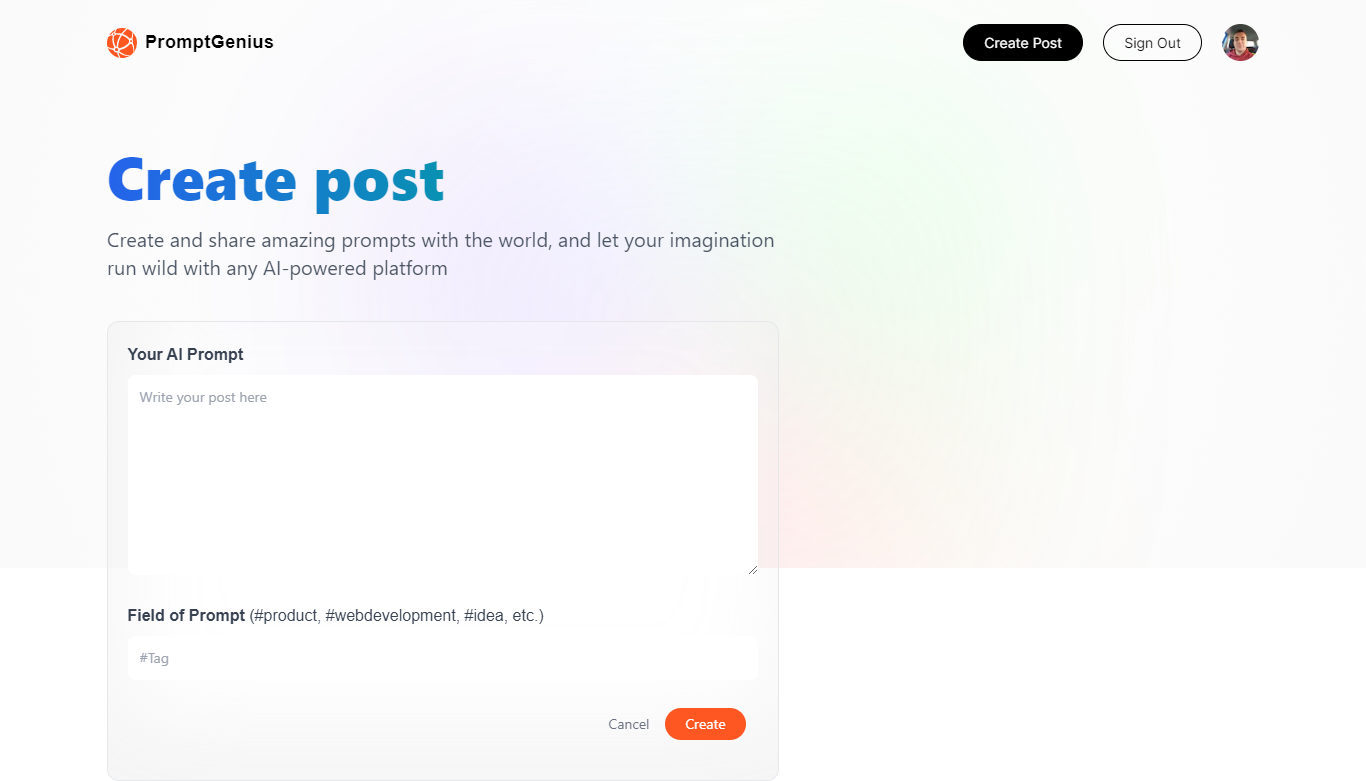 PromptGenius
Create Post
Sign Out
Create post
Create and share amazing prompts with the world, and let your imagination
run wild with any AI-powered platform
Your AI Prompt
Write your post here
Field of Prompt (#product, #webdevelopment, #idea, etc.)
#Tag
Cancel
Create